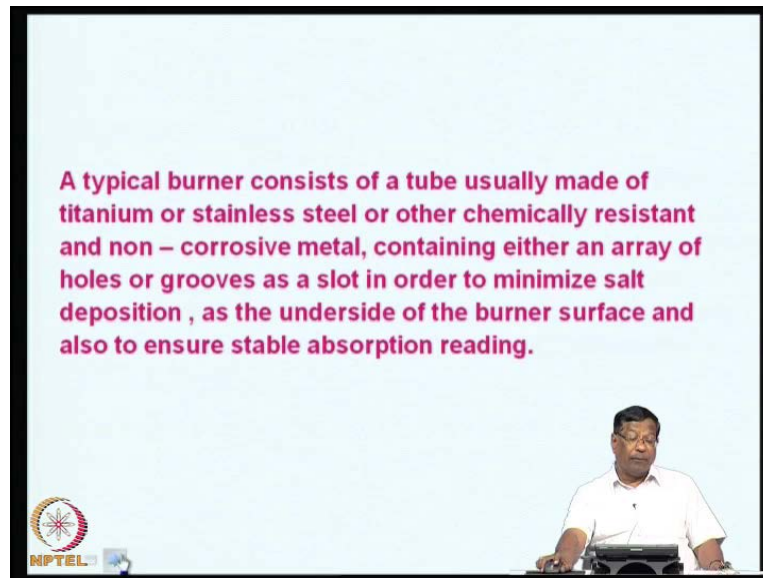 A typical burner consists of a tube usually made of
titanium or stainless steel or other chemically resistant
and non – corrosive metal, containing either an array of
holes or grooves as a slot in order to minimize salt
deposition , as the underside of the burner surface and
also to ensure stable absorption reading.
NPTEL